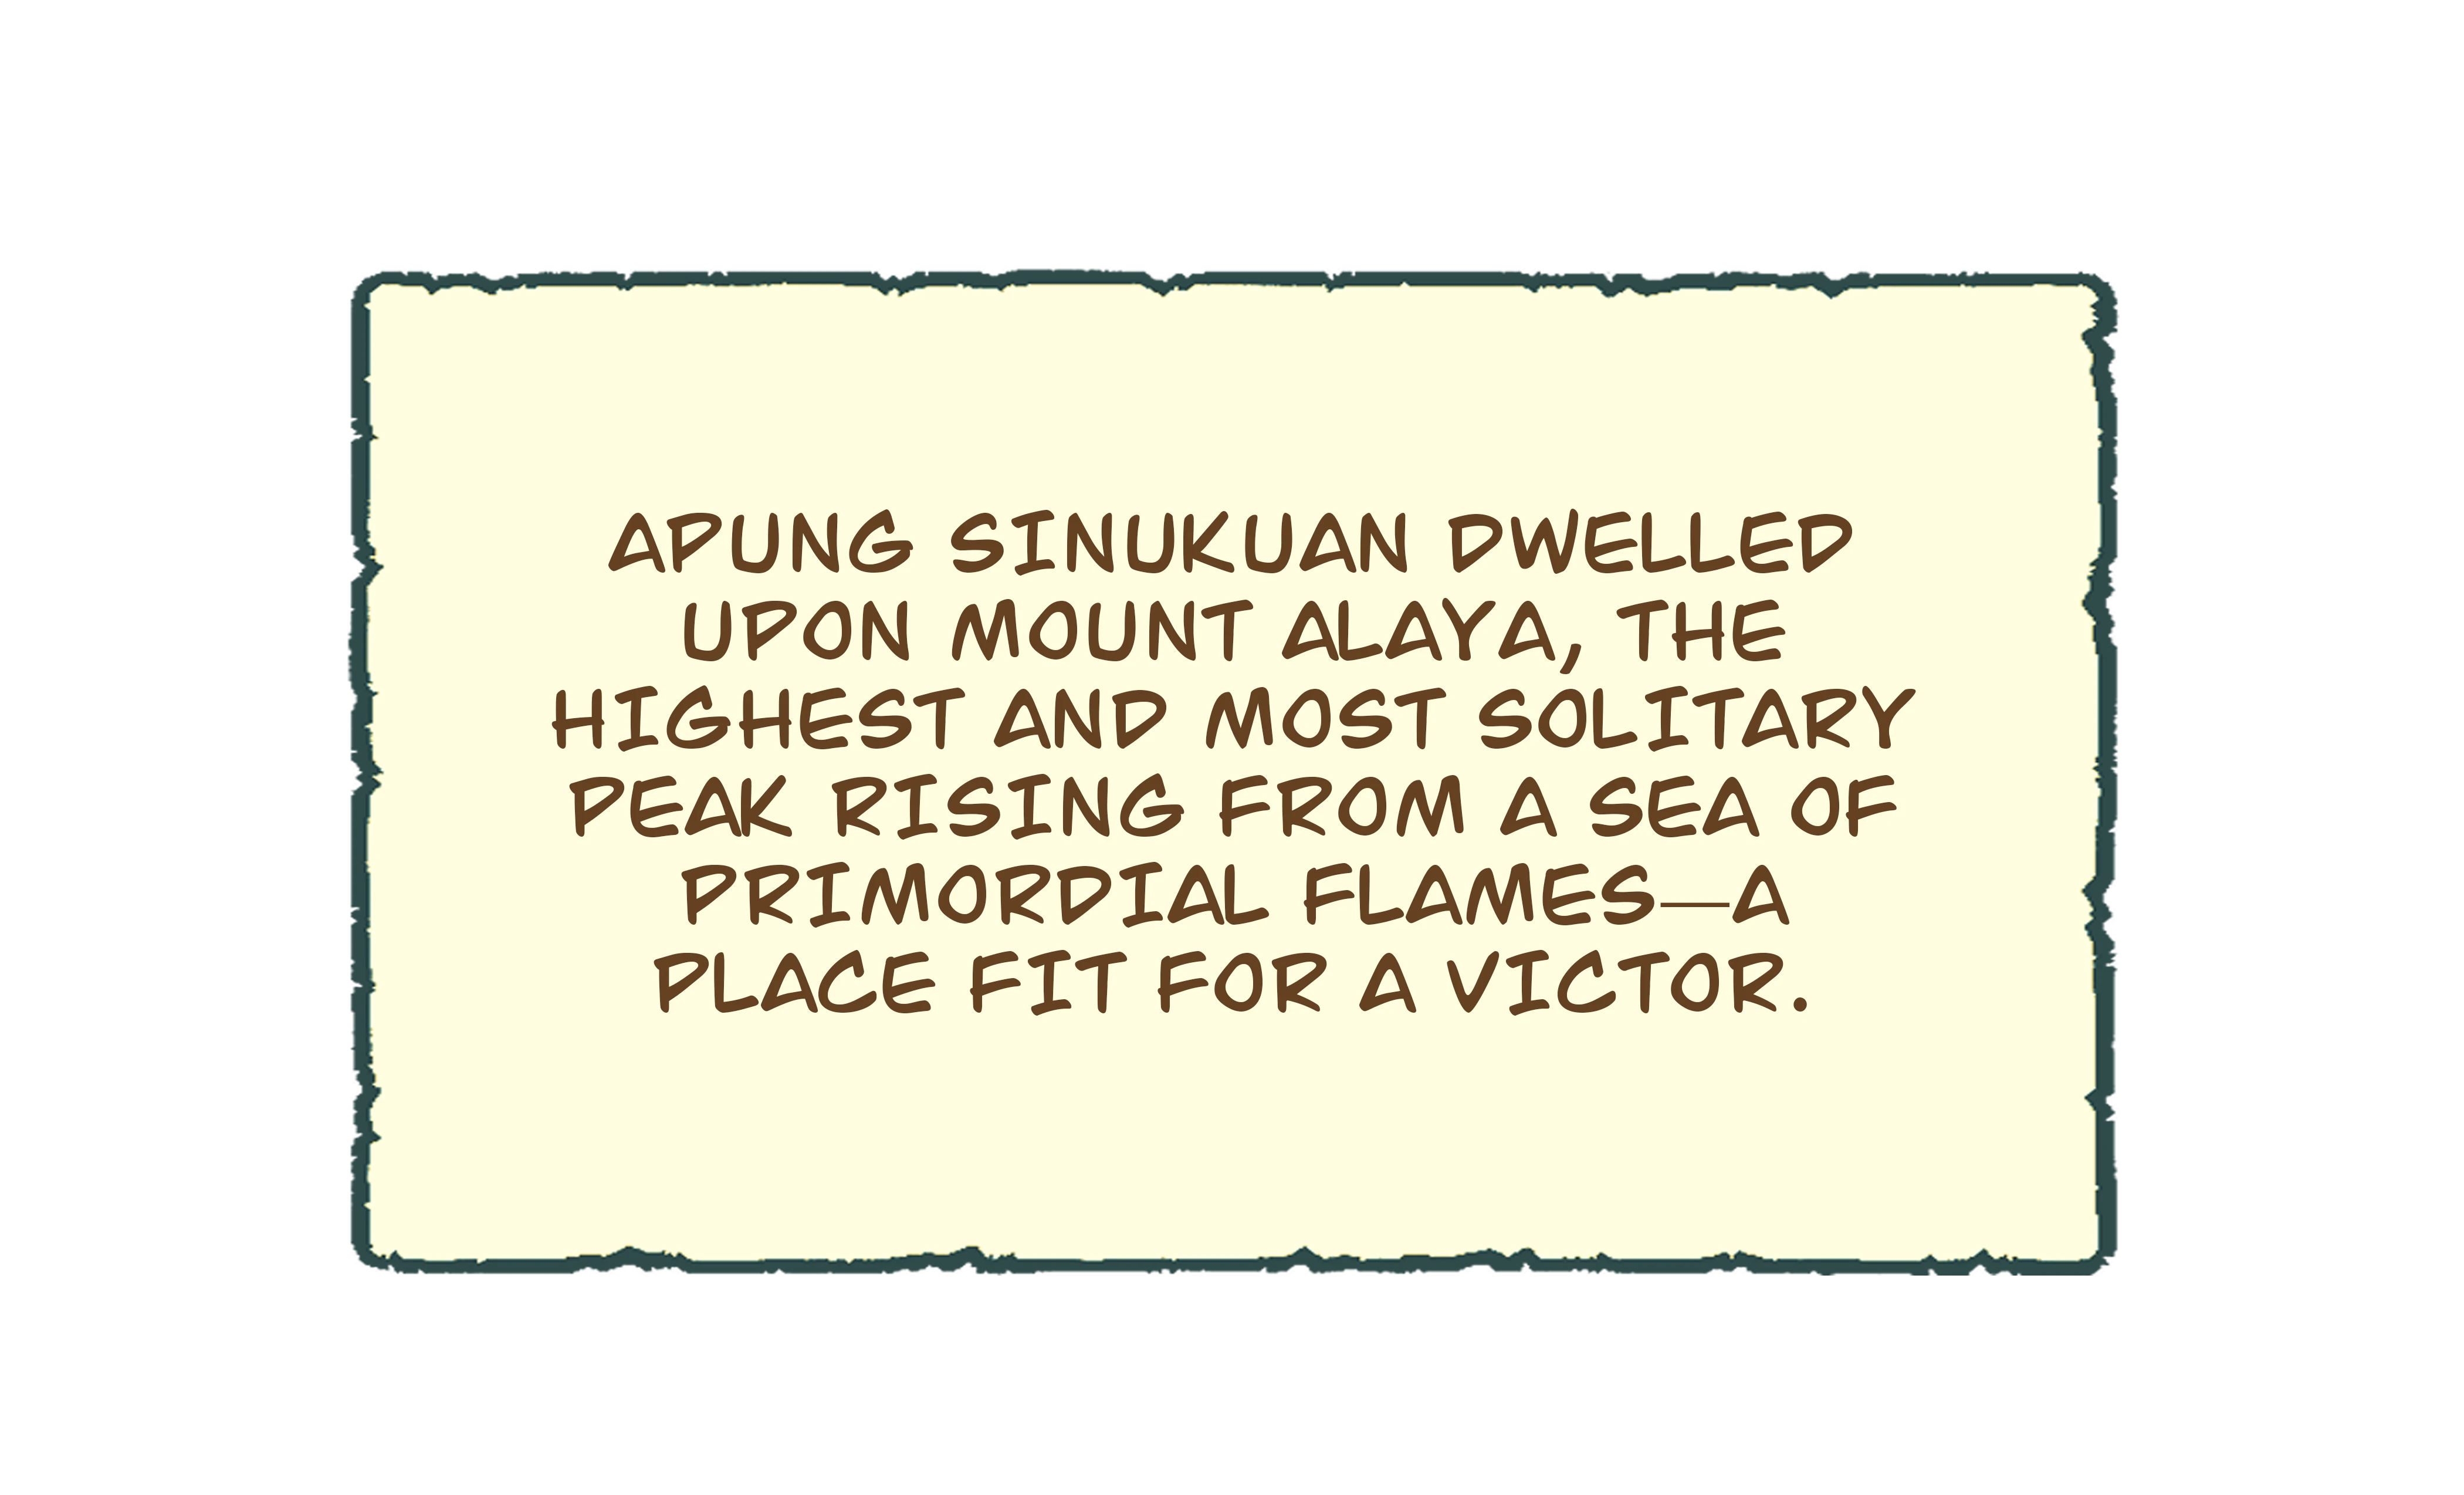 APUNG SINUKUAN DWELLED
UPON MOUNT ALAYA, THE
HIGHEST AND MOST SOLITARY
PEAK RISING FROM A SEA OF
PRIMORDIAL FLAMES—A
PLACE FIT FOR A VICTOR.